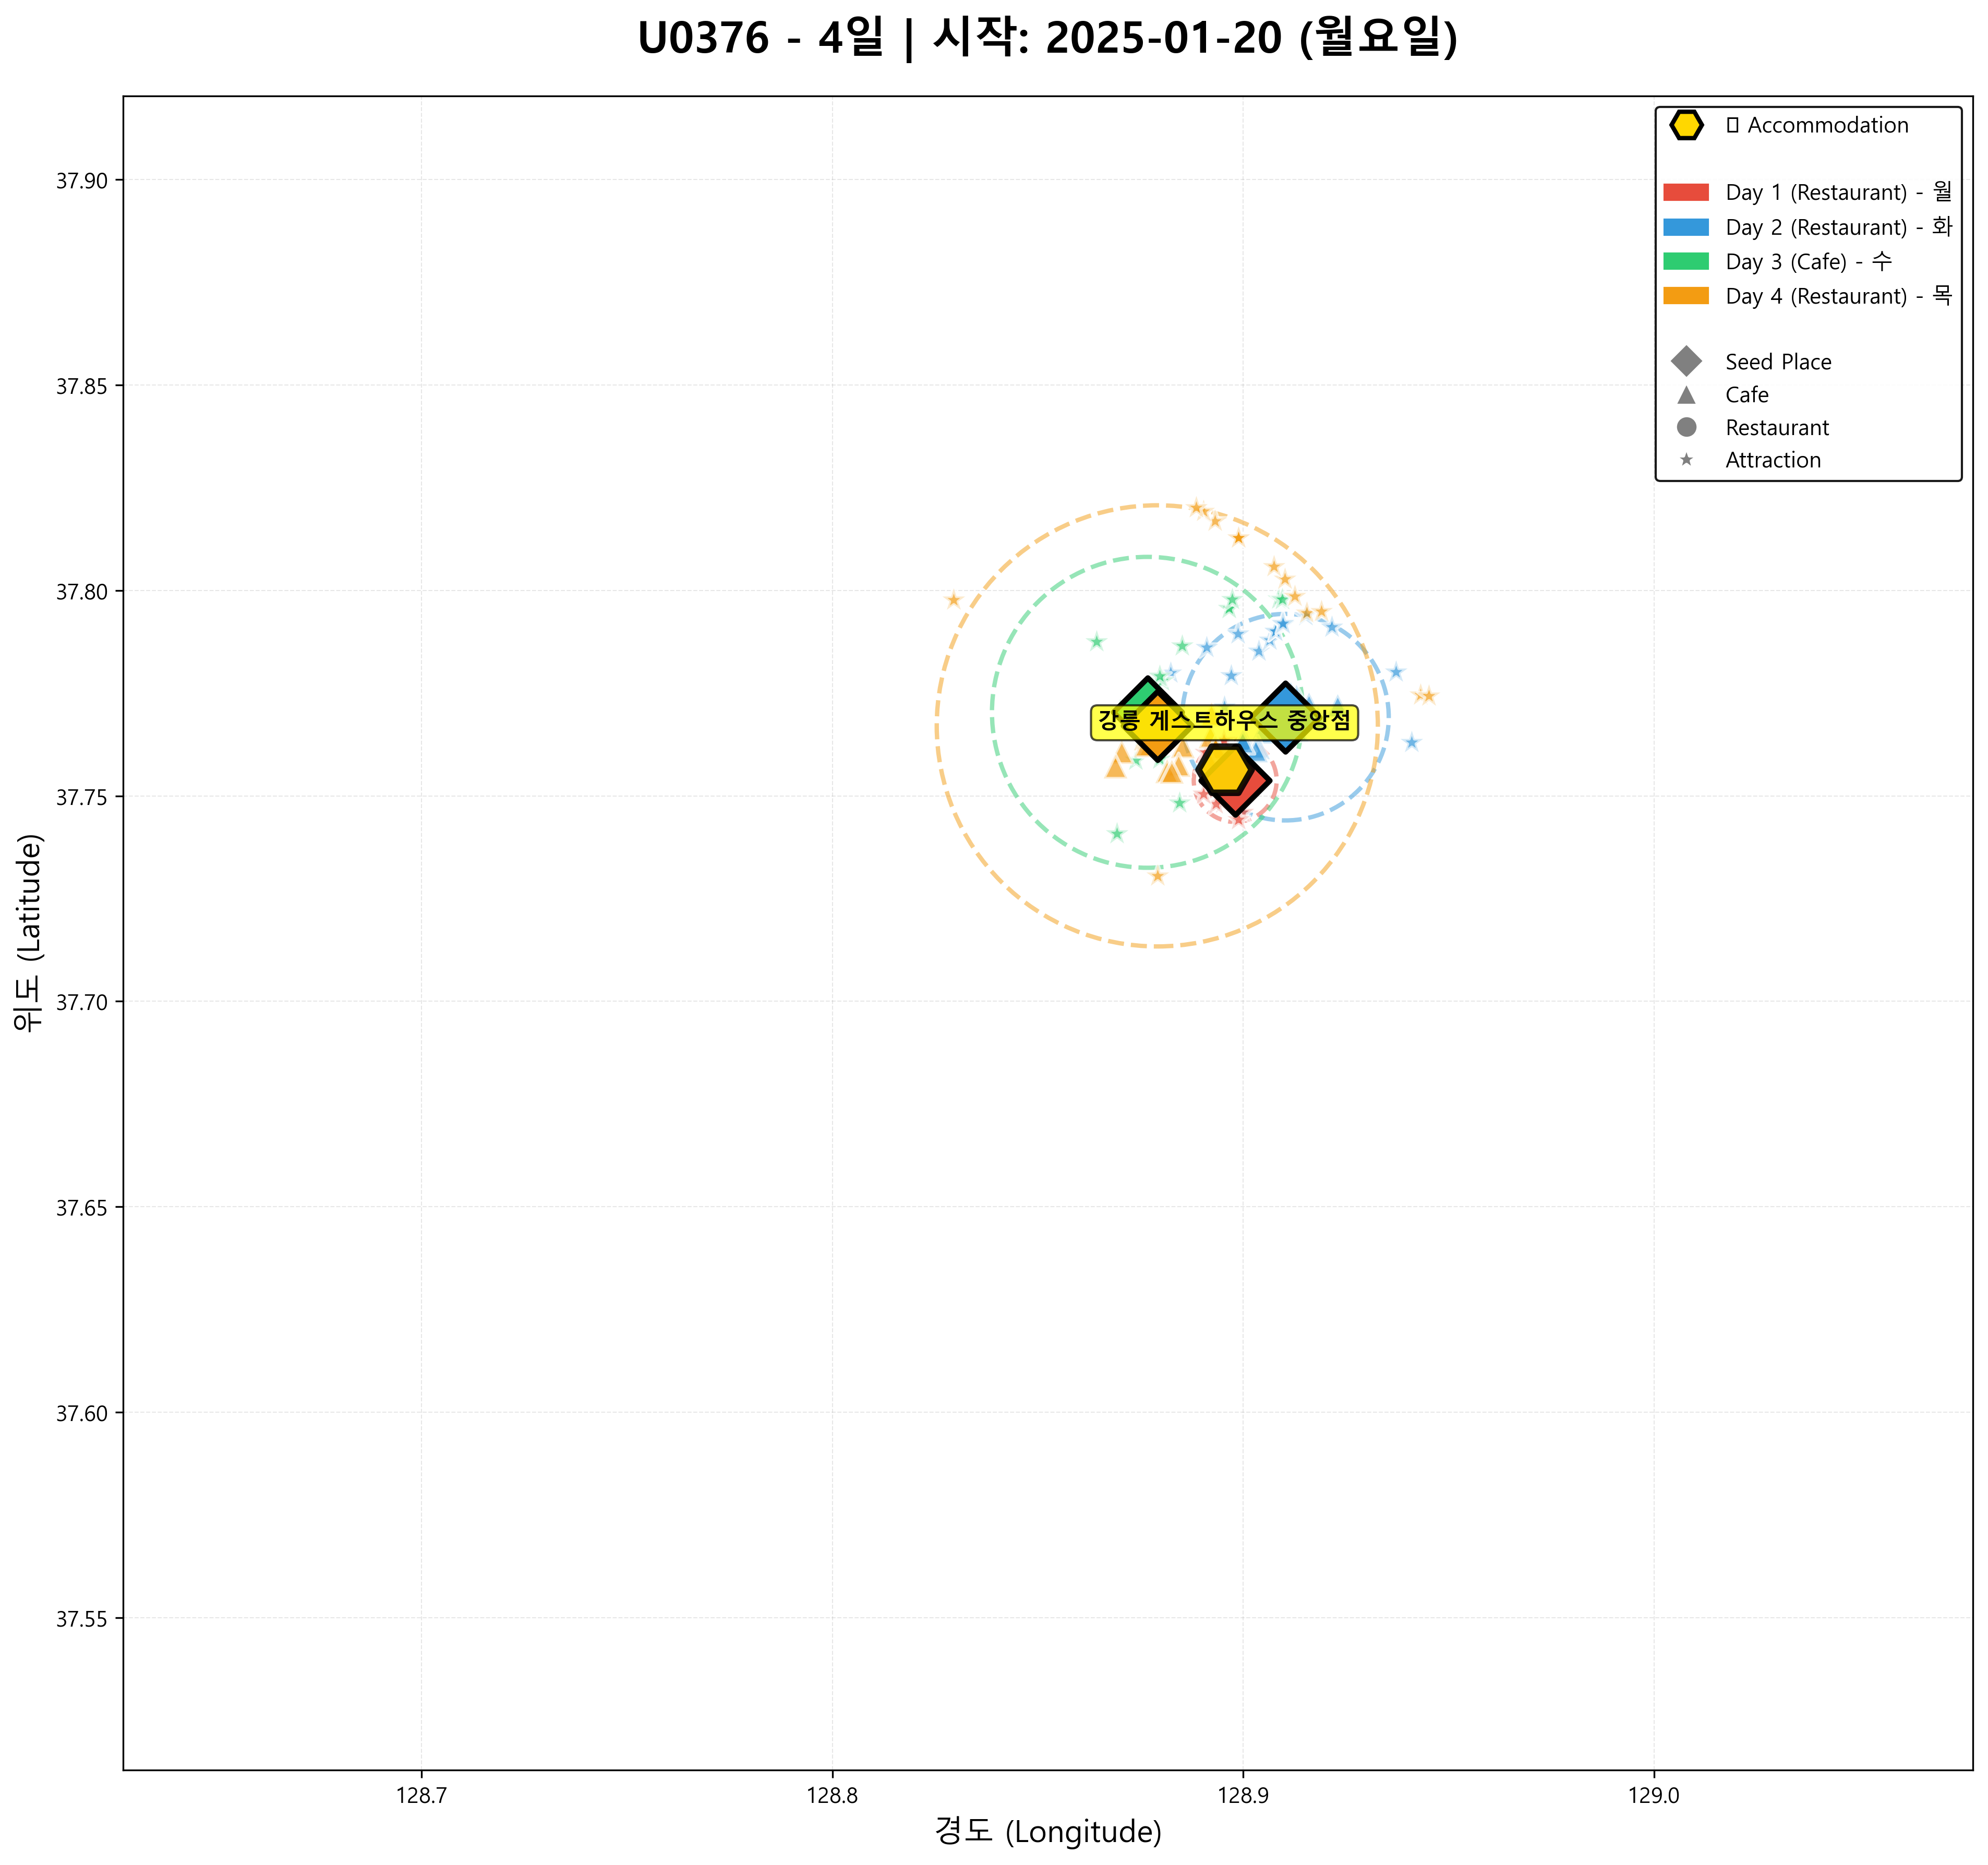 U0376 - 4일 | 시작: 2025-01-20 (월요일)
Accommodation
Day 1 (Restaurant) - 월
Day 2 (Restaurant) - 화
Day 3 (Cafe) - 수
Day 4 (Restaurant) - 목
Seed Place
Cafe
Restaurant
Attraction
위도 (Latitude)
37.90
37.85
37.80
37.75
37.70
37.65
37.60
37.55
강릉 게스트하우스 중앙점
128.7
128.8
128.9
129.0
경도 (Longitude)